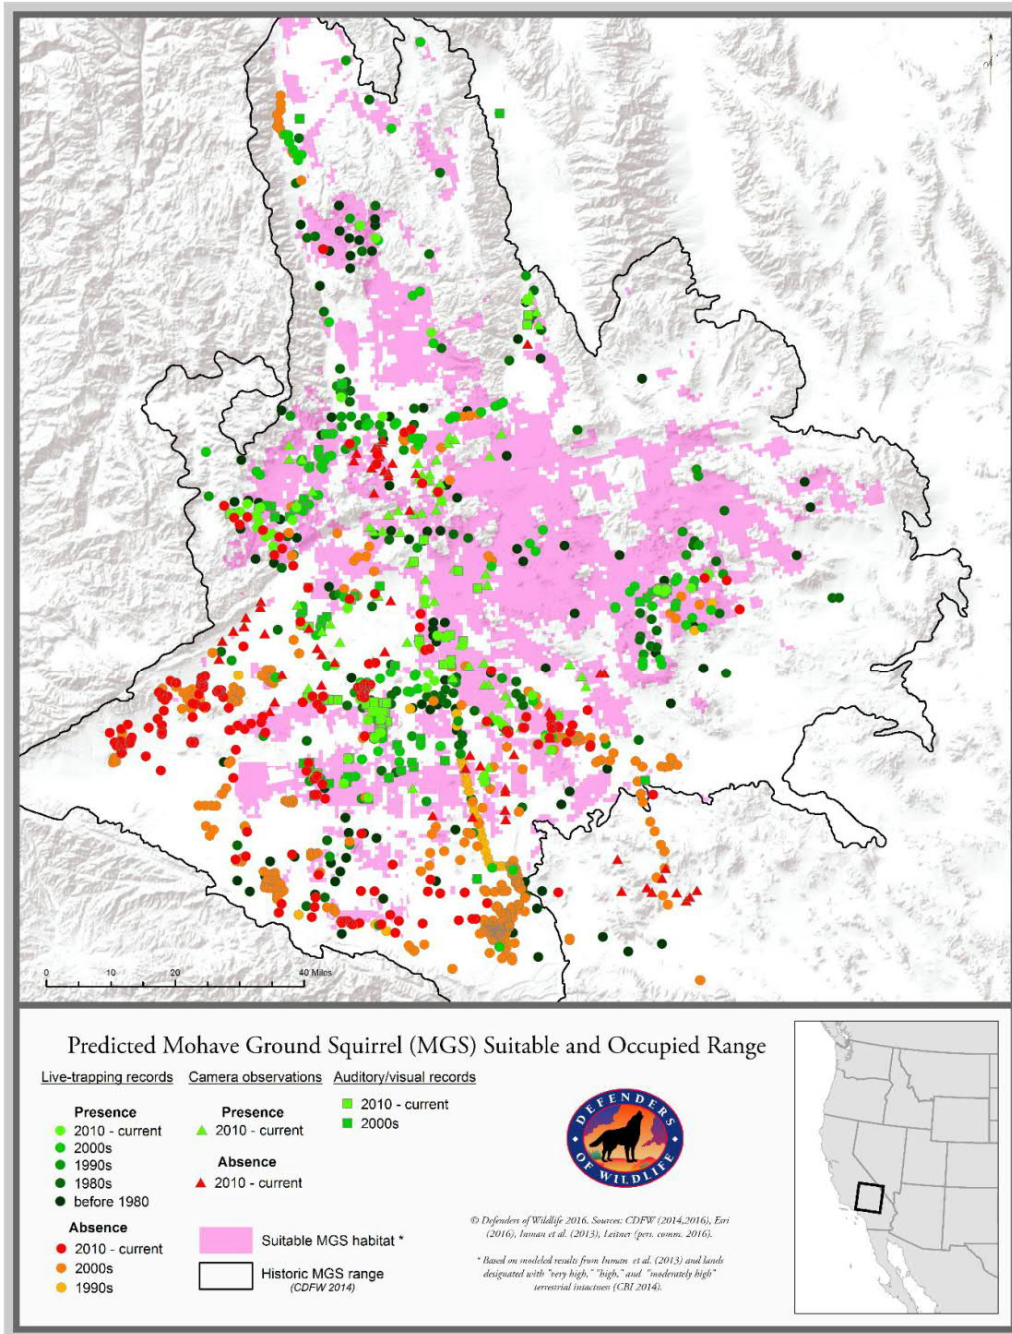 0 10 20 40 Miles
Predicted Mohave Ground Squirrel (MGS) Suitable and Occupied Range
Live-trapping records
Presence
2010 - current
2000s
1990s
1980s
before 1980
Absence
2010 - current
2000s
1990s
Camera observations
Presence
2010 - current
Absence
2010 - current
Auditory/visual records
2010 - current
2000s
Suitable MGS habitat *
Historic MGS range
(CDFW 2014)
DEFENDERS
OF WILDLIFE
© Defenders of Wildlife 2016. Sources: CDFW (2014,2016), Esri
(2016), Inman et al. (2013), Leitner (pers. comm. 2016).
* Based on modeled results from Inman et al. (2013) and lands
designated with "very high," "high," and "moderately high"
terrestrial intactness (CBI 2014).